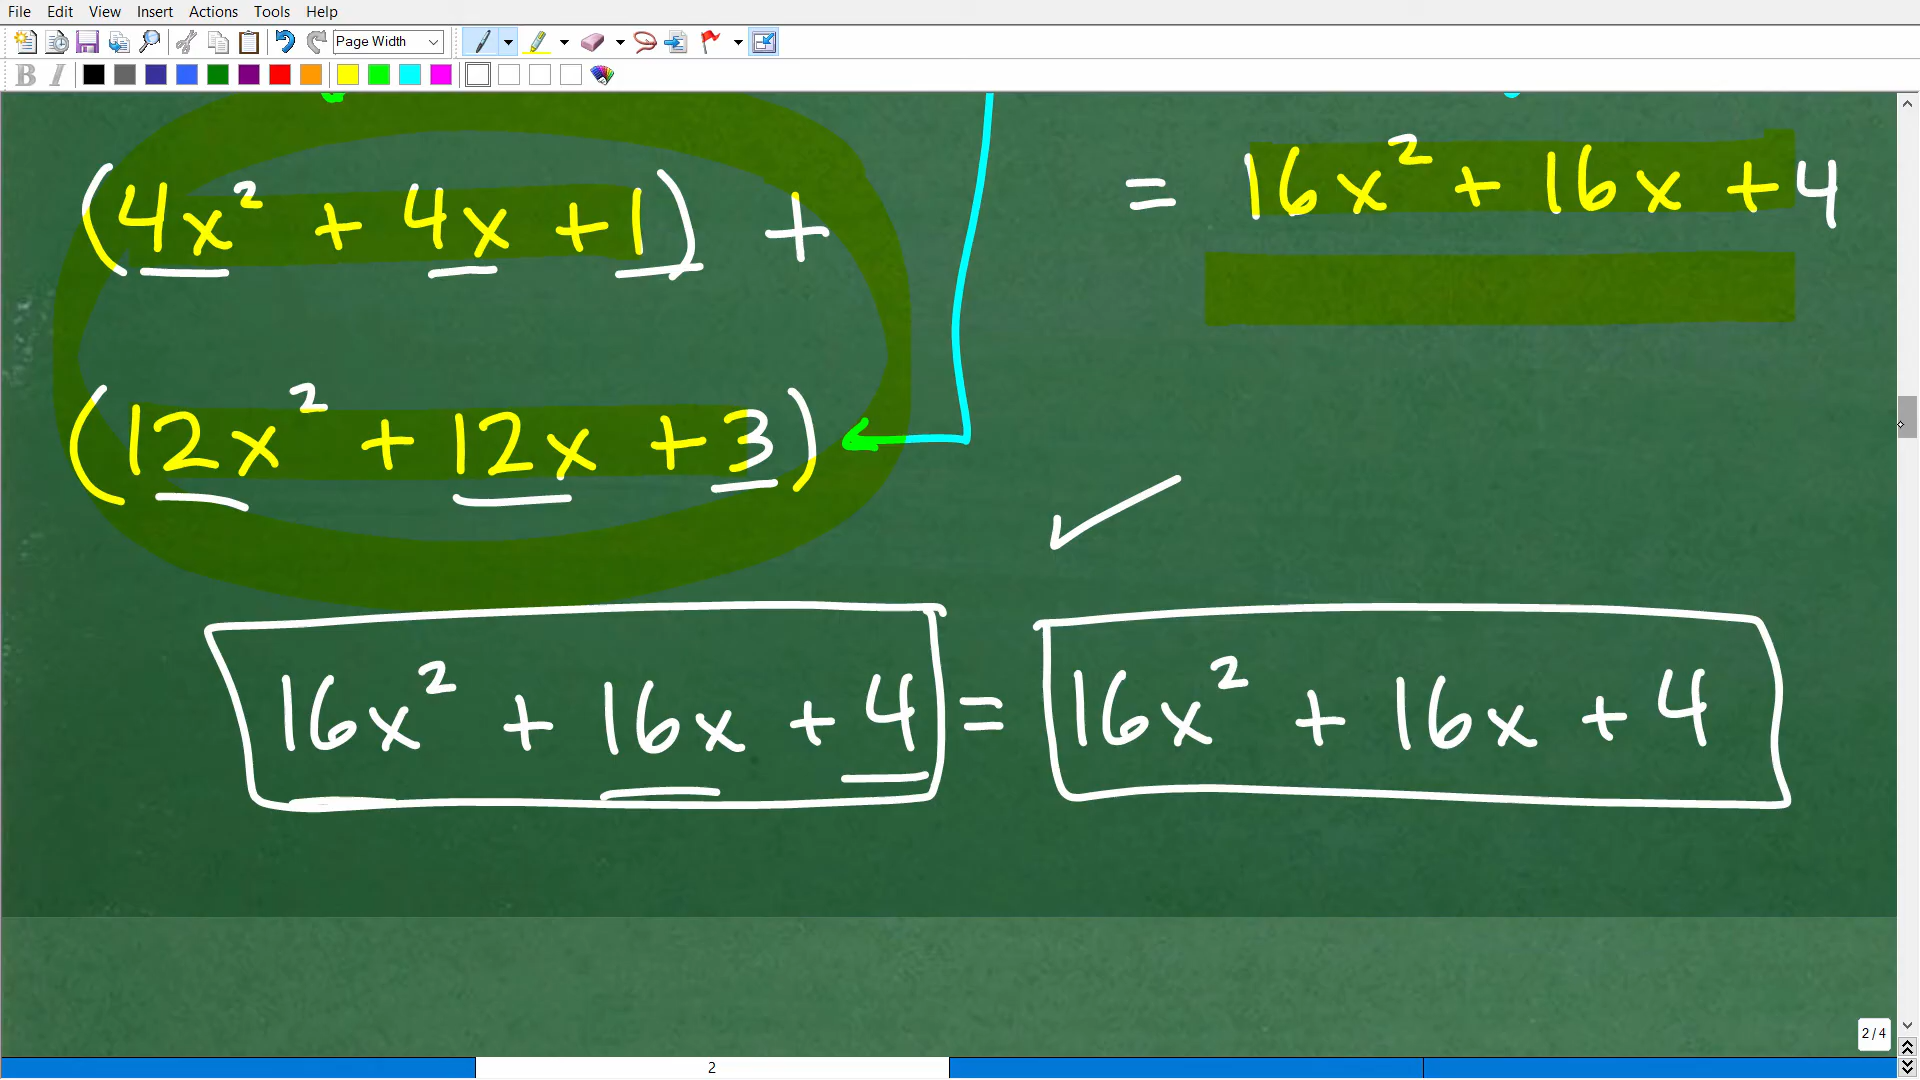 File Edit View Insert Actions Tools Help
Page Width
B I
(4x² + 4x + 1) +
= 16x² + 16x + 4
(12x² + 12x + 3)
16x² + 16x + 4 = 16x² + 16x + 4
2 / 4
2